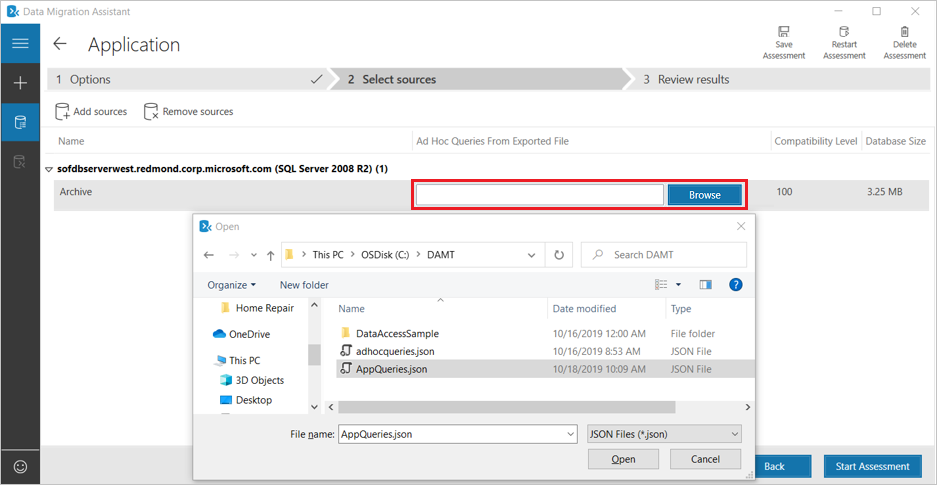 Data Migration Assistant
Application
Save Assessment
Restart Assessment
Delete Assessment
1 Options
2 Select sources
3 Review results
Add sources
Remove sources
Name
Ad Hoc Queries From Exported File
Compatibility Level
Database Size
sofdbserverwest.redmond.corp.microsoft.com (SQL Server 2008 R2) (1)
Archive
Browse
100
3.25 MB
Open
This PC > OSDisk (C:) > DAMT
Search DAMT
Organize
New folder
?
Home Repair
OneDrive
This PC
3D Objects
Desktop
Name
Date modified
Type
DataAccessSample
10/16/2019 12:00 AM
File folder
adhocqueries.json
10/16/2019 8:53 AM
JSON File
AppQueries.json
10/18/2019 10:09 AM
JSON File
File name:
AppQueries.json
JSON Files (*.json)
Open
Cancel
Back
Start Assessment